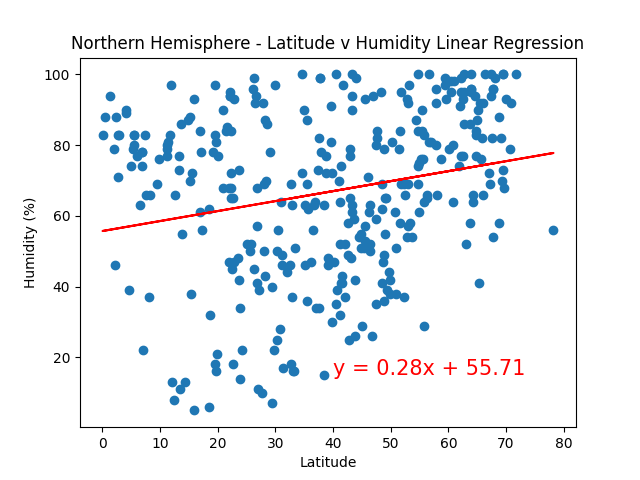 Northern Hemisphere - Latitude v Humidity Linear Regression
100
80
60
40
20
Humidity (%)
y = 0.28x + 55.71
0 10 20 30 40 50 60 70 80
Latitude